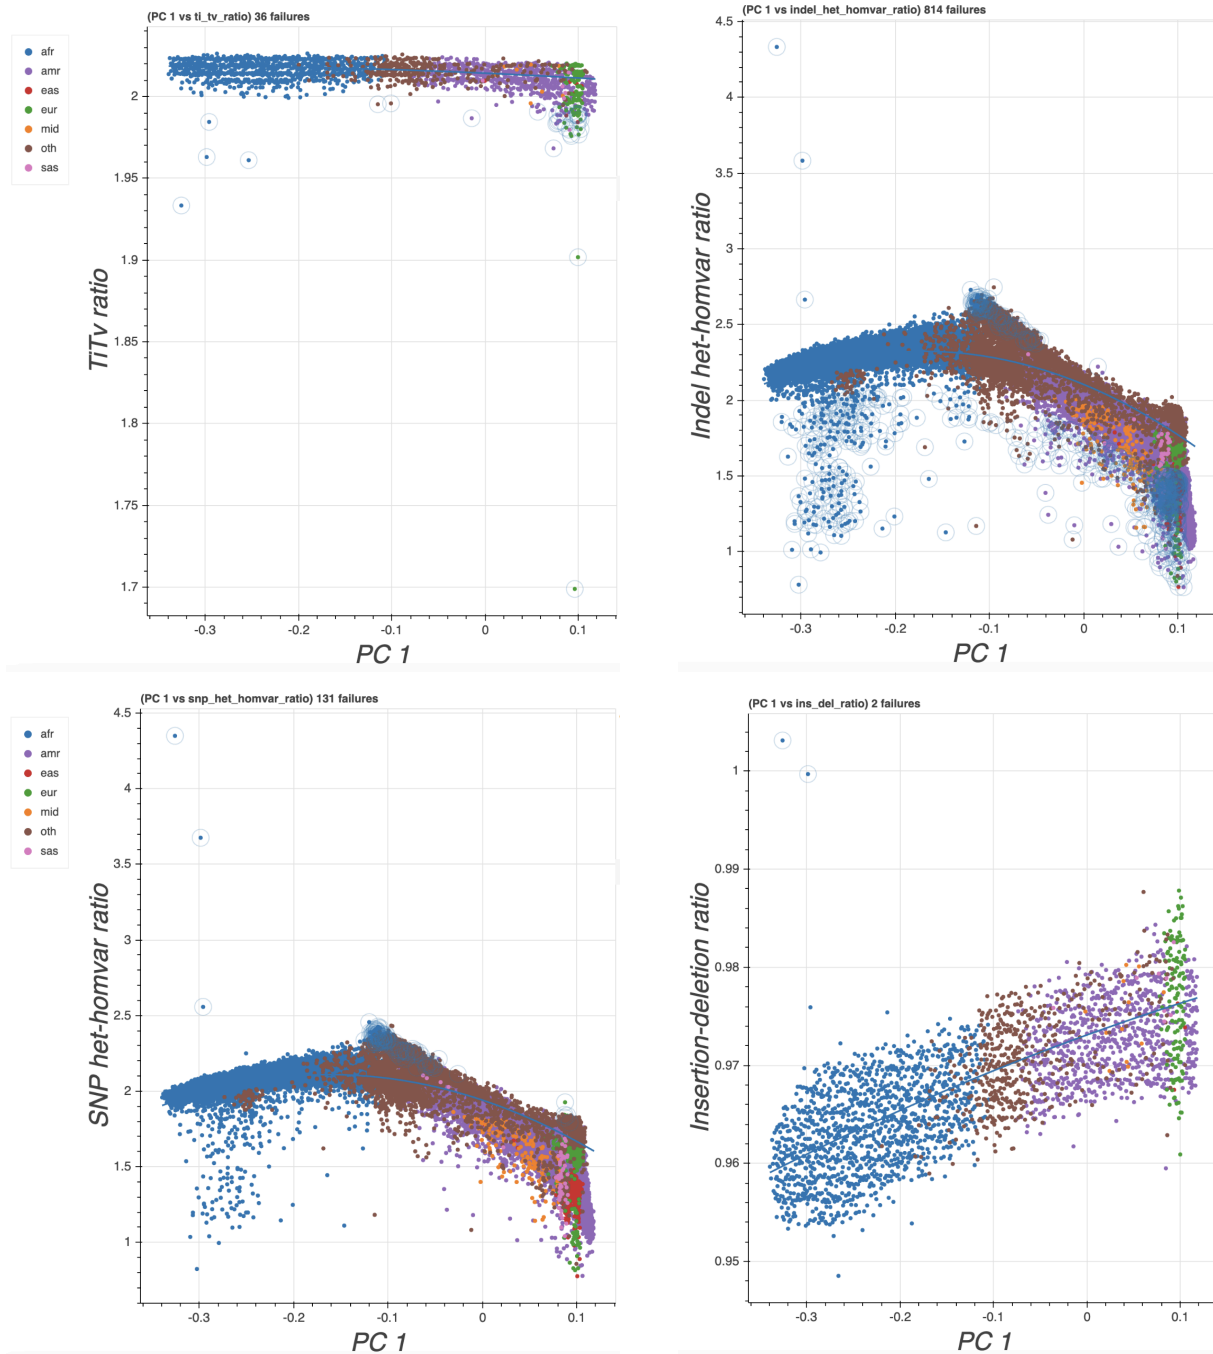 (PC 1 vs ti_tv_ratio) 36 failures
afr
amr
eas
eur
mid
oth
sas
2
1.95
1.9
1.85
1.8
1.75
1.7
TiTv ratio
-0.3
-0.2
-0.1
0
0.1
PC 1
(PC 1 vs indel_het_homvar_ratio) 814 failures
4.5
4
3.5
3
2.5
2
1.5
1
Indel het-homvar ratio
-0.3
-0.2
-0.1
0
0.1
PC 1
(PC 1 vs snp_het_homvar_ratio) 131 failures
afr
amr
eas
eur
mid
oth
sas
4.5
4
3.5
3
2.5
2
1.5
1
SNP het-homvar ratio
-0.3
-0.2
-0.1
0
0.1
PC 1
(PC 1 vs ins_del_ratio) 2 failures
1
0.99
0.98
0.97
0.96
0.95
Insertion-deletion ratio
-0.3
-0.2
-0.1
0
0.1
PC 1